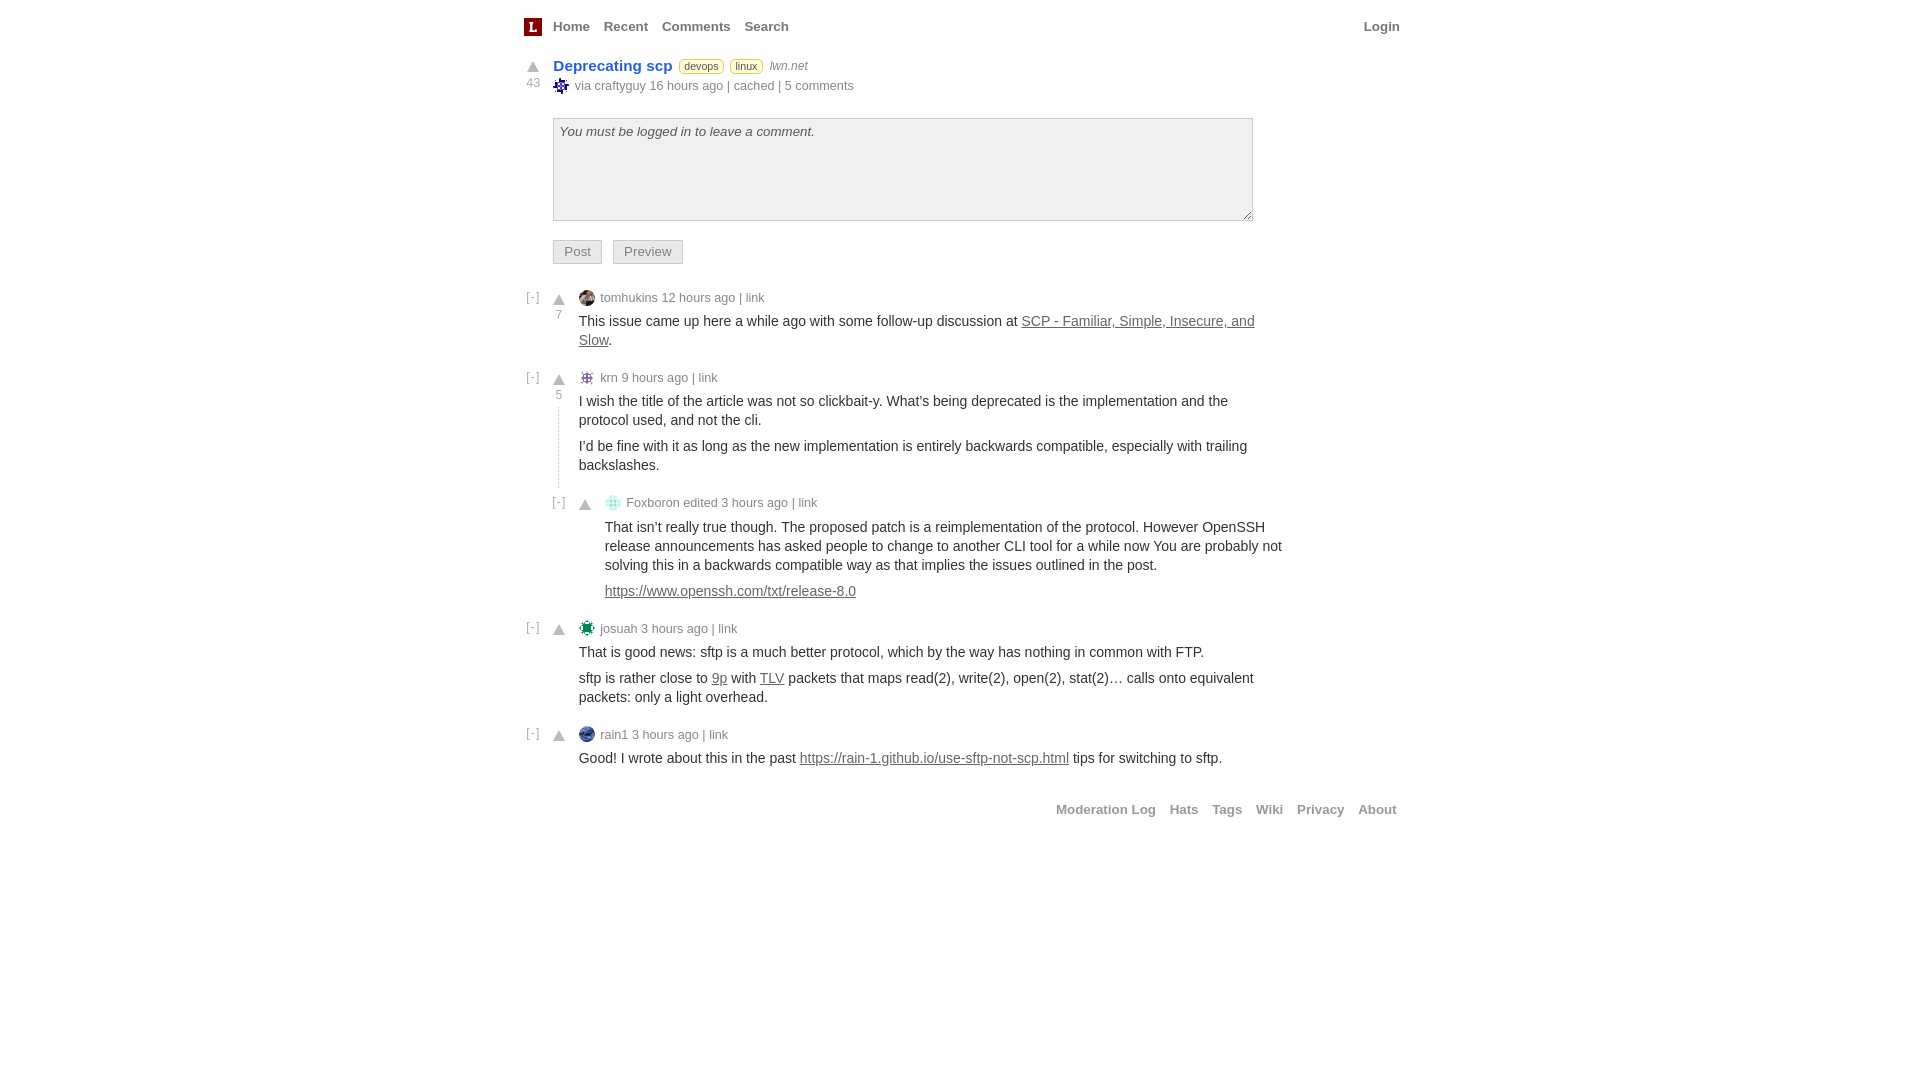 L Home Recent Comments Search Login
Deprecating scp devops linux lwn.net
43
via craftyguy 16 hours ago | cached | 5 comments
You must be logged in to leave a comment.
Post Preview
[-] tomhukins 12 hours ago | link
7
This issue came up here a while ago with some follow-up discussion at SCP - Familiar, Simple, Insecure, and
Slow.
[-] krn 9 hours ago | link
5
I wish the title of the article was not so clickbait-y. What’s being deprecated is the implementation and the
protocol used, and not the cli.
I’d be fine with it as long as the new implementation is entirely backwards compatible, especially with trailing
backslashes.
[-] Foxboron edited 3 hours ago | link
That isn’t really true though. The proposed patch is a reimplementation of the protocol. However OpenSSH
release announcements has asked people to change to another CLI tool for a while now You are probably not
solving this in a backwards compatible way as that implies the issues outlined in the post.
https://www.openssh.com/txt/release-8.0
[-] josuah 3 hours ago | link
That is good news: sftp is a much better protocol, which by the way has nothing in common with FTP.
sftp is rather close to 9p with TLV packets that maps read(2), write(2), open(2), stat(2)… calls onto equivalent
packets: only a light overhead.
[-] rain1 3 hours ago | link
Good! I wrote about this in the past https://rain-1.github.io/use-sftp-not-scp.html tips for switching to sftp.
Moderation Log Hats Tags Wiki Privacy About